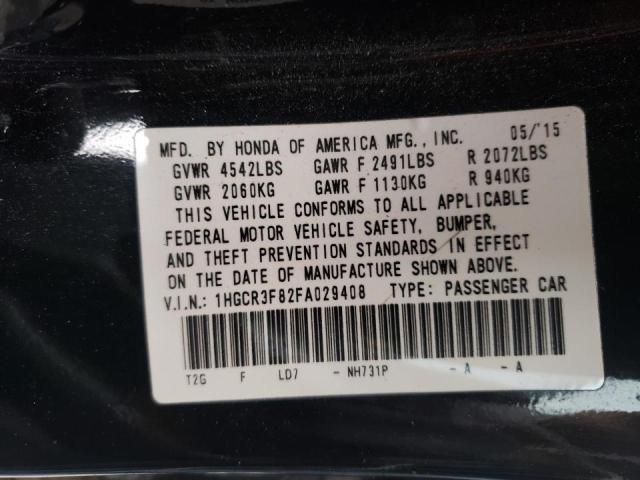 MFD. BY HONDA OF AMERICA MFG., INC. 05/'15
GVWR 4542LBS GAWR F 2491LBS R 2072LBS
GVWR 2060KG GAWR F 1130KG R 940KG
THIS VEHICLE CONFORMS TO ALL APPLICABLE
FEDERAL MOTOR VEHICLE SAFETY, BUMPER,
AND THEFT PREVENTION STANDARDS IN EFFECT
ON THE DATE OF MANUFACTURE SHOWN ABOVE.
V.I.N.: 1HGCR3F82FA029408 TYPE: PASSENGER CAR
T2G F LD7 - NH731P - A - A